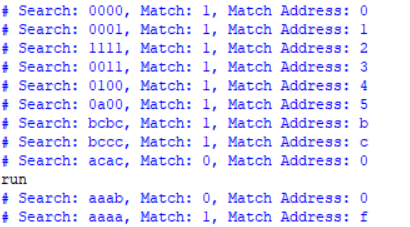 # Search: 0000, Match: 1, Match Address: 0
# Search: 0001, Match: 1, Match Address: 1
# Search: 1111, Match: 1, Match Address: 2
# Search: 0011, Match: 1, Match Address: 3
# Search: 0100, Match: 1, Match Address: 4
# Search: 0a00, Match: 1, Match Address: 5
# Search: bcbc, Match: 1, Match Address: b
# Search: bccc, Match: 1, Match Address: c
# Search: acac, Match: 0, Match Address: 0
run
# Search: aaab, Match: 0, Match Address: 0
# Search: aaaa, Match: 1, Match Address: f